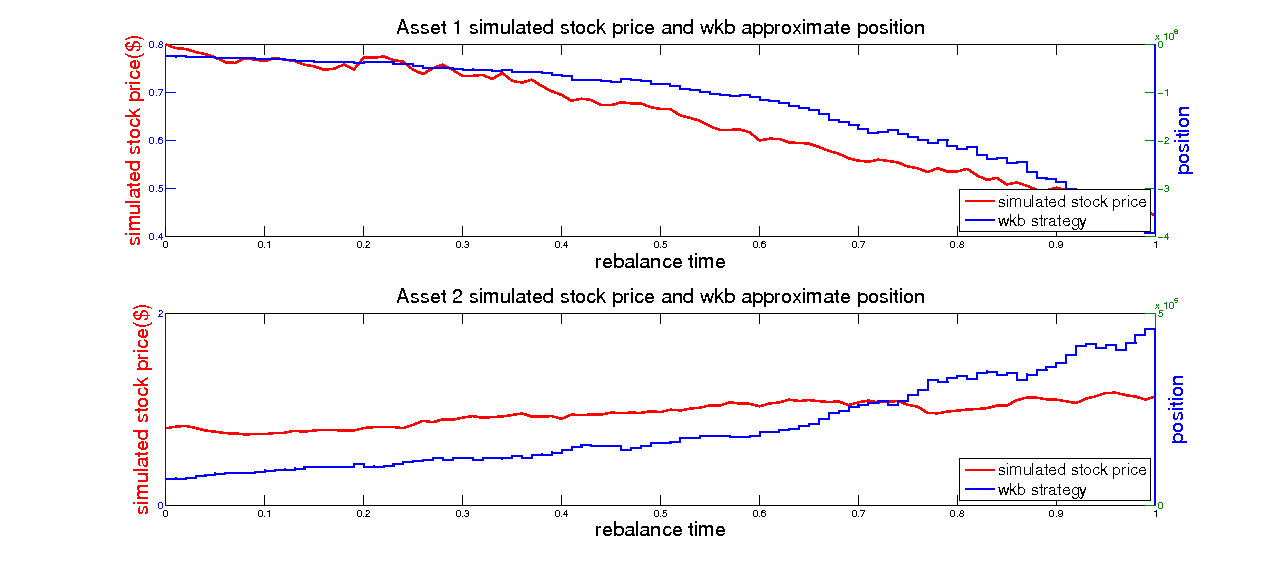 Asset 1 simulated stock price and wkb approximate position
x 10
simulated stock price($)
0.8
0.7
0.6
0.5
0.4
0
−1
−2
−3
−4
position
simulated stock price
wkb strategy
0 0.1 0.2 0.3 0.4 0.5 0.6 0.7 0.8 0.9 1
rebalance time
Asset 2 simulated stock price and wkb approximate position
x 10
simulated stock price($)
2
0
5
0
position
simulated stock price
wkb strategy
0 0.1 0.2 0.3 0.4 0.5 0.6 0.7 0.8 0.9 1
rebalance time